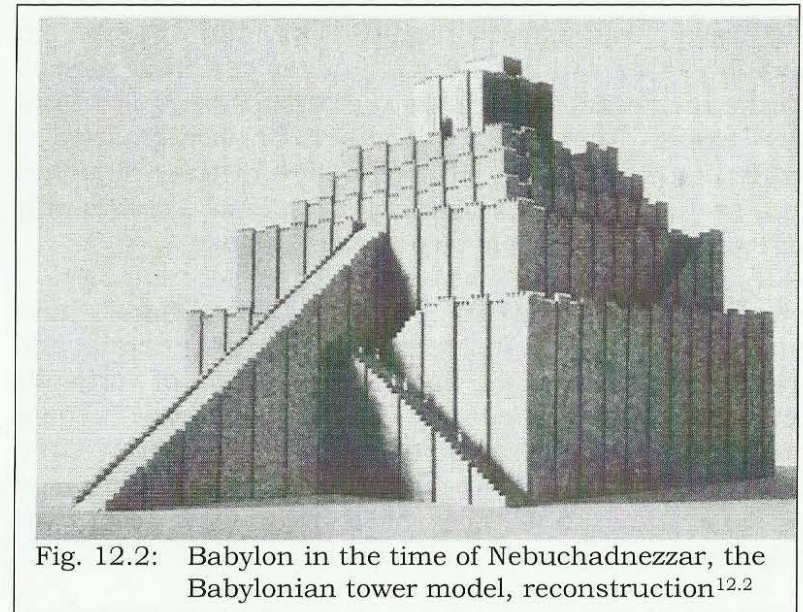 Fig. 12.2: Babylon in the time of Nebuchadnezzar, the
Babylonian tower model, reconstruction12.2